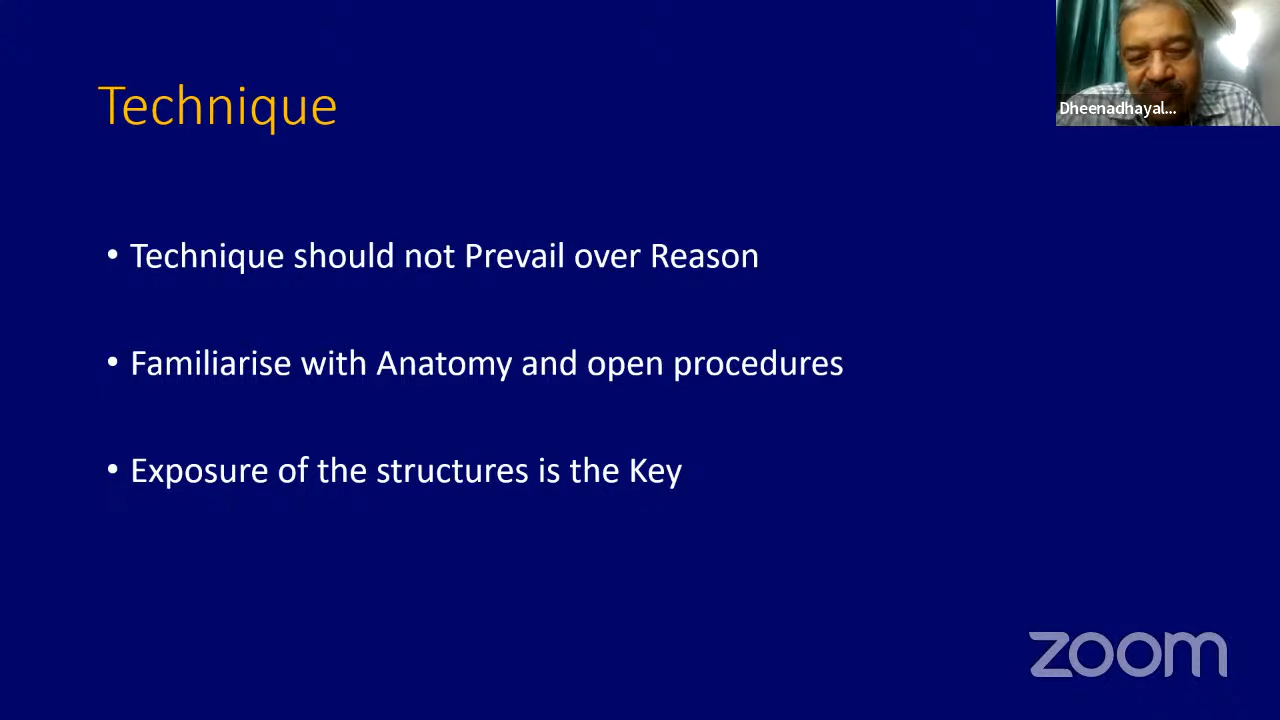 Technique
Dheenadhayal...
• Technique should not Prevail over Reason
• Familiarise with Anatomy and open procedures
• Exposure of the structures is the Key
zoom